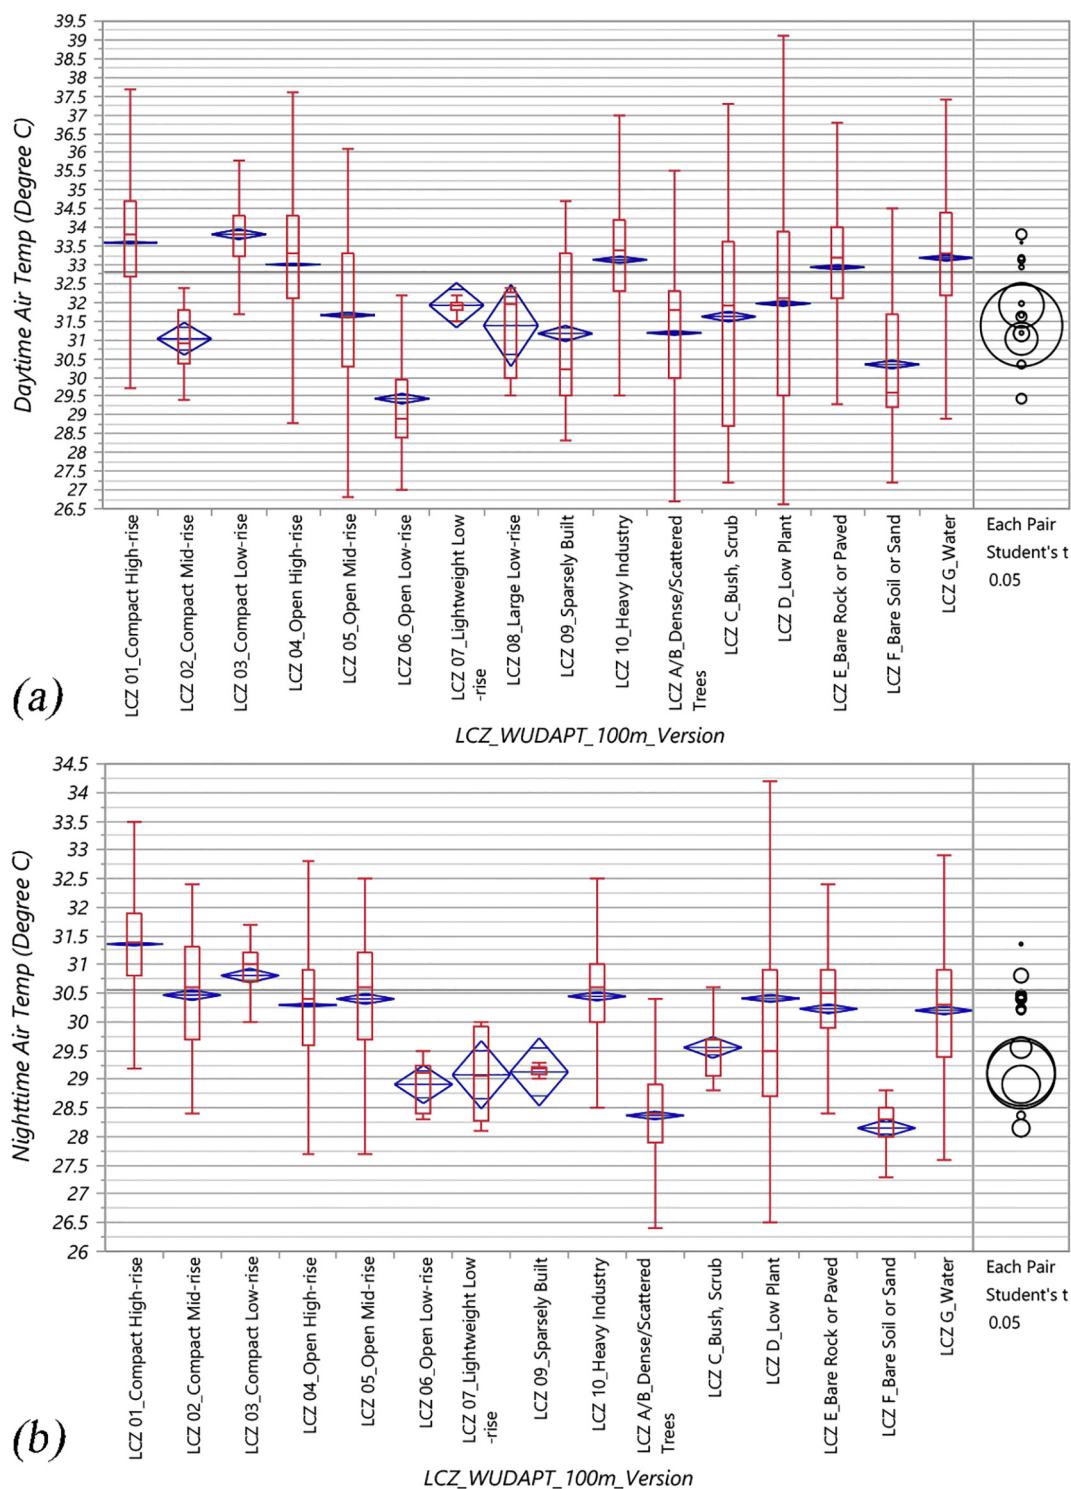 Daytime Air Temp (Degree C)
39.5
39
38.5
38
37.5
37
36.5
36
35.5
35
34.5
34
33.5
33
32.5
32
31.5
31
30.5
30
29.5
29
28.5
28
27.5
27
26.5
LCZ 01_Compact High-rise
LCZ 02_Compact Mid-rise
LCZ 03_Compact Low-rise
LCZ 04_Open High-rise
LCZ 05_Open Mid-rise
LCZ 06_Open Low-rise
LCZ 07_Lightweight Low
-rise
LCZ 08_Large Low-rise
LCZ 09_Sparsely Built
LCZ 10_Heavy Industry
LCZ A/B_Dense/Scattered
Trees
LCZ C_Bush, Scrub
LCZ D_Low Plant
LCZ E_Bare Rock or Paved
LCZ F_Bare Soil or Sand
LCZ G_Water
Each Pair
Student's t
0.05
(a)
LCZ_WUDAPT_100m_Version
Nighttime Air Temp (Degree C)
34.5
34
33.5
33
32.5
32
31.5
31
30.5
30
29.5
29
28.5
28
27.5
27
26.5
26
LCZ 01_Compact High-rise
LCZ 02_Compact Mid-rise
LCZ 03_Compact Low-rise
LCZ 04_Open High-rise
LCZ 05_Open Mid-rise
LCZ 06_Open Low-rise
LCZ 07_Lightweight Low
-rise
LCZ 09_Sparsely Built
LCZ 10_Heavy Industry
LCZ A/B_Dense/Scattered
Trees
LCZ C_Bush, Scrub
LCZ D_Low Plant
LCZ E_Bare Rock or Paved
LCZ F_Bare Soil or Sand
LCZ G_Water
Each Pair
Student's t
0.05
(b)
LCZ_WUDAPT_100m_Version